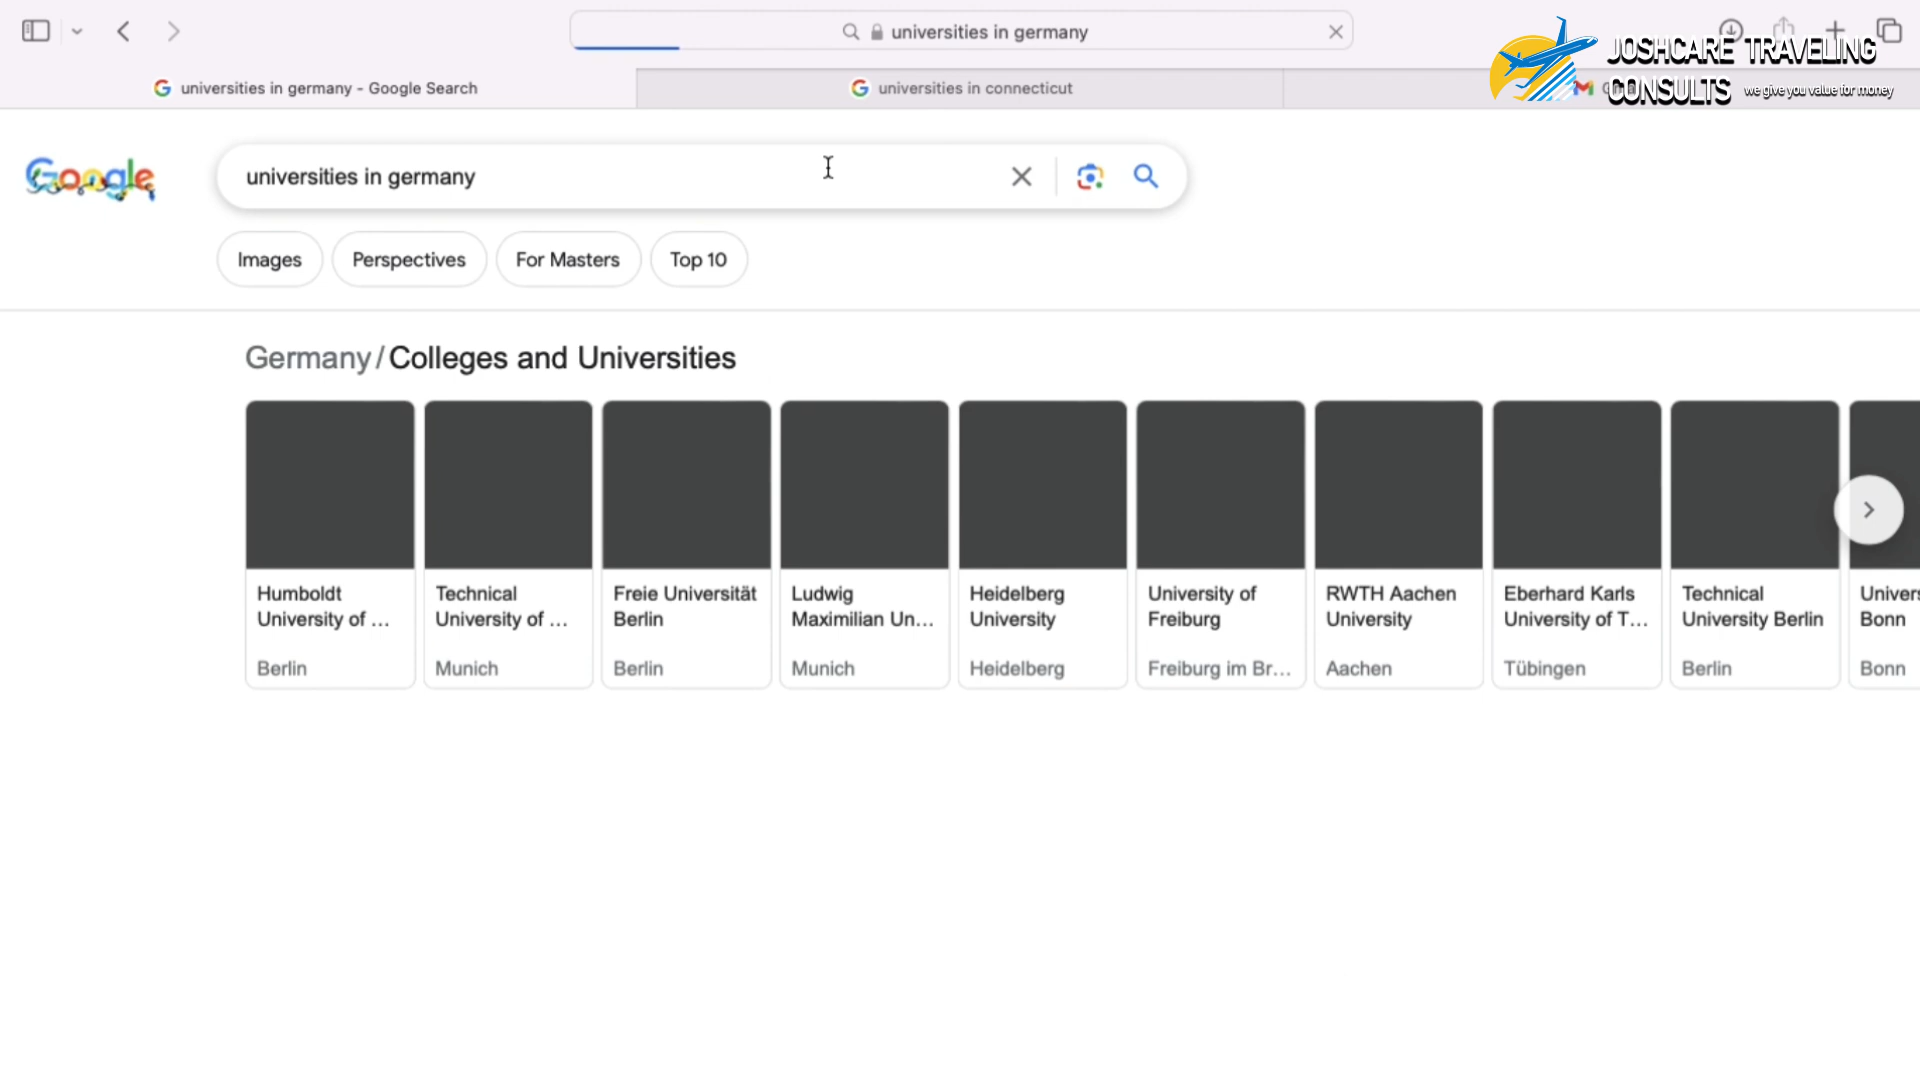 universities in germany
JOSHCARE TRAVELING
CONSULTS we give you value for money
universities in germany - Google Search
universities in connecticut
Google
universities in germany
Images
Perspectives
For Masters
Top 10
Germany/Colleges and Universities
Humboldt
University of ...
Berlin
Technical
University of ...
Munich
Freie Universität
Berlin
Berlin
Ludwig
Maximilian Un...
Munich
Heidelberg
University
Heidelberg
University of
Freiburg
Freiburg im Br...
RWTH Aachen
University
Aachen
Eberhard Karls
University of T...
Tübingen
Technical
University Berlin
Berlin
Univers
Bonn
Bonn